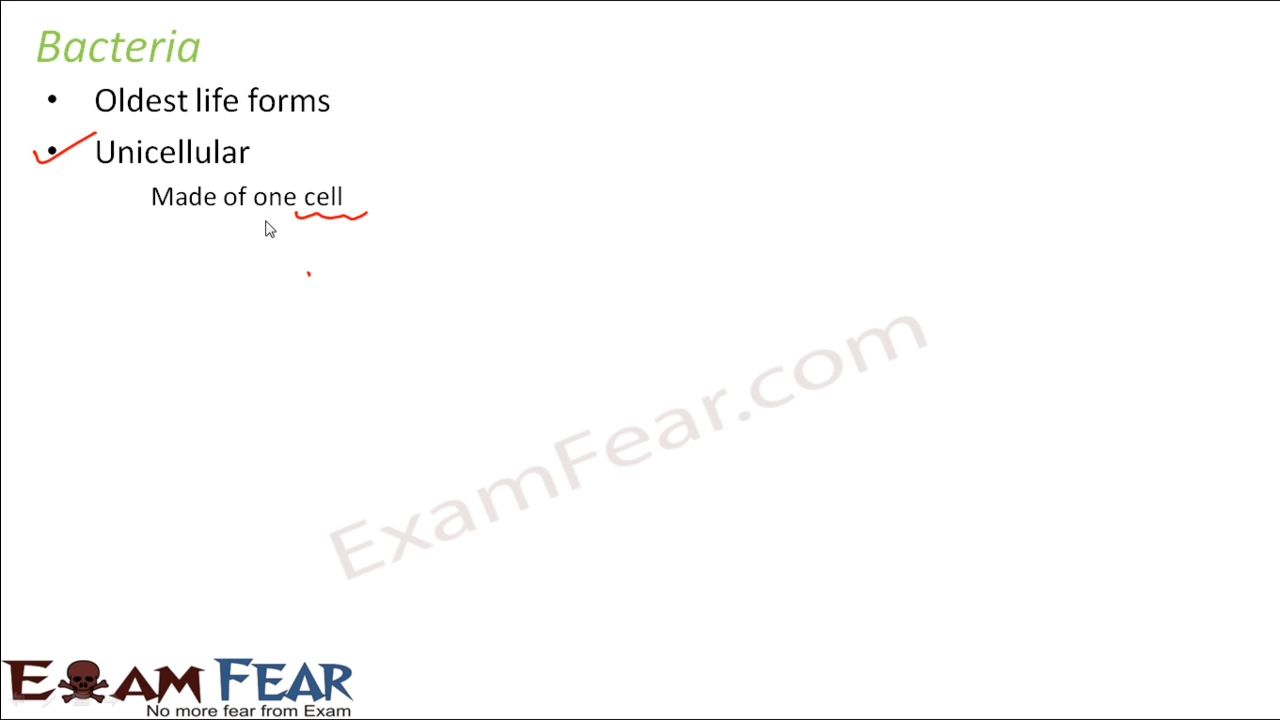 Bacteria
• Oldest life forms
• Unicellular
Made of one cell
ExamFear.com
EXAM FEAR
No more fear from Exam